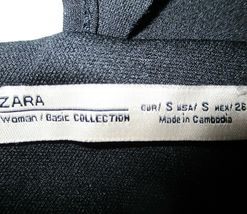 ZARA
Woman / Basic COLLECTION
EUR/ S USA/ S MEX/ 26
Made in Cambodia